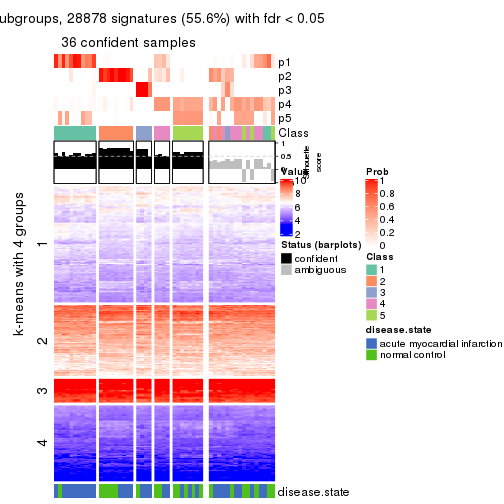 ubgroups, 28878 signatures (55.6%) with fdr < 0.05
36 confident samples
p1
p2
p3
p4
p5
Class
1
0.5
0
silhouette
score
k-means with 4 groups
1
2
3
4
Value
10
8
6
4
2
Status (barplots)
confident
ambiguous
Prob
1
0.8
0.6
0.4
0.2
0
Class
1
2
3
4
5
disease.state
acute myocardial infarction
normal control
disease.state